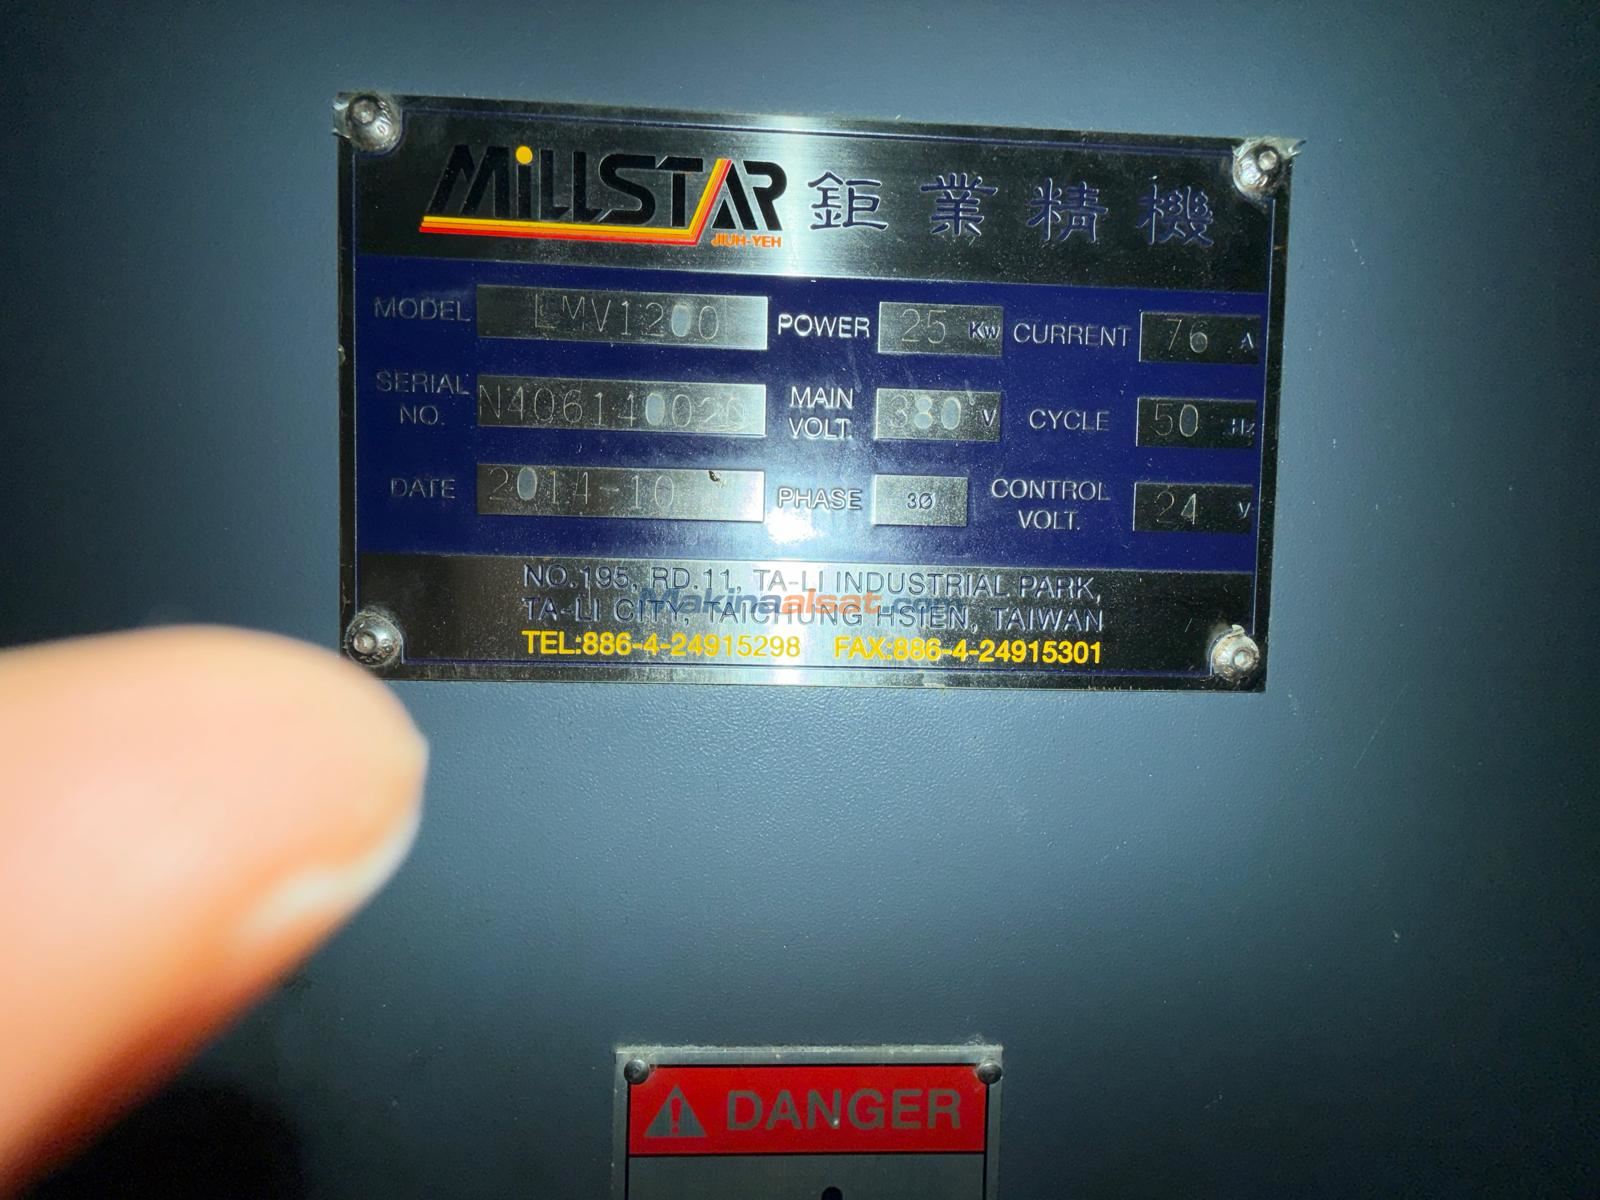 MILLSTAR 鉅業精機
JIUH-YEH
MODEL LMV1200 POWER 25 Kw CURRENT 76 A
SERIAL NO. N406140020 MAIN VOLT. 380 V CYCLE 50 Hz
DATE 2014-10 PHASE 3Ø CONTROL VOLT. 24 V
NO.195, RD.11, TA-LI INDUSTRIAL PARK,
TA-LI CITY, TAICHUNG HSIEN, TAIWAN
Makinaalsat.com
TEL:886-4-24915298 FAX:886-4-24915301
DANGER